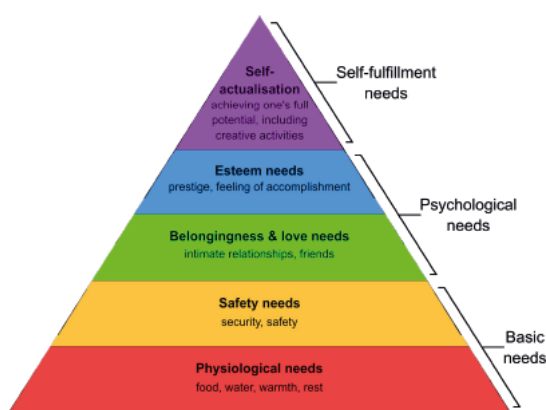 Self-
actualisation
achieving one's full
potential, including
creative activities
Self-fulfillment
needs
Esteem needs
prestige, feeling of accomplishment
Psychological
needs
Belongingness & love needs
intimate relationships, friends
Safety needs
security, safety
Basic
needs
Physiological needs
food, water, warmth, rest